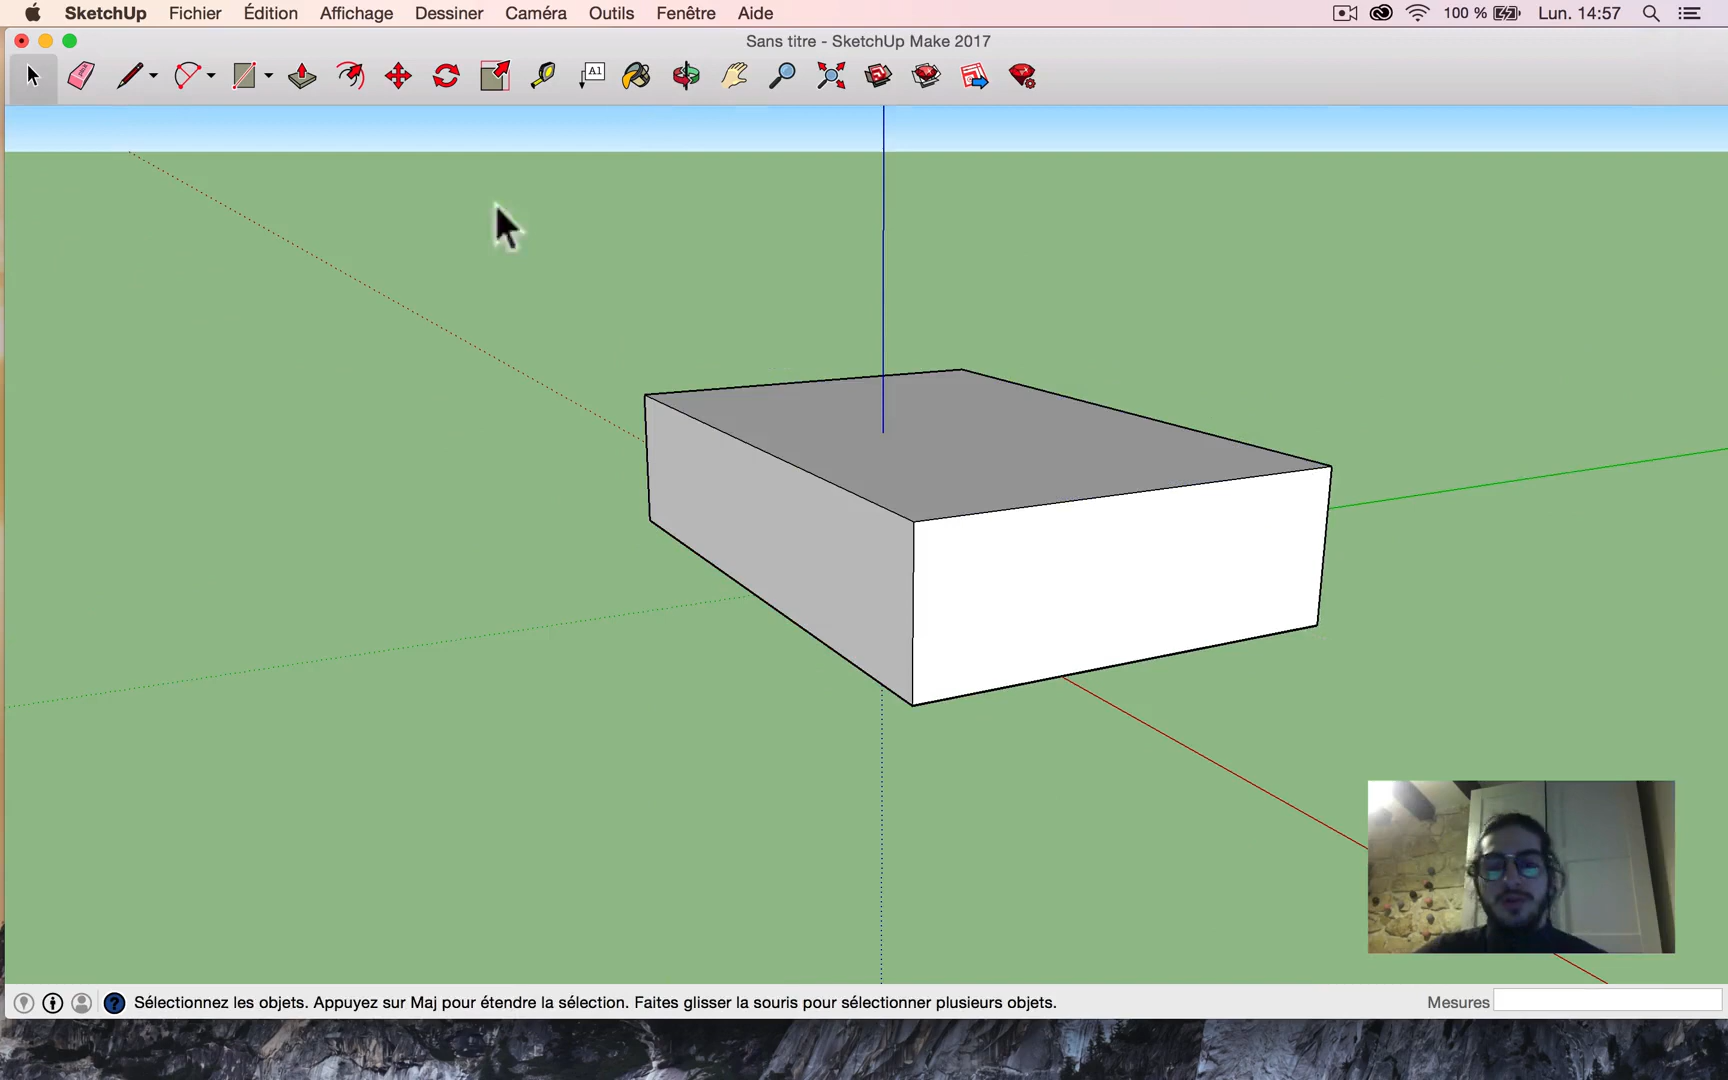 SketchUp Fichier Édition Affichage Dessiner Caméra Outils Fenêtre Aide 100 % Lun. 14:57
Sans titre - SketchUp Make 2017
A1
Sélectionnez les objets. Appuyez sur Maj pour étendre la sélection. Faites glisser la souris pour sélectionner plusieurs objets. Mesures